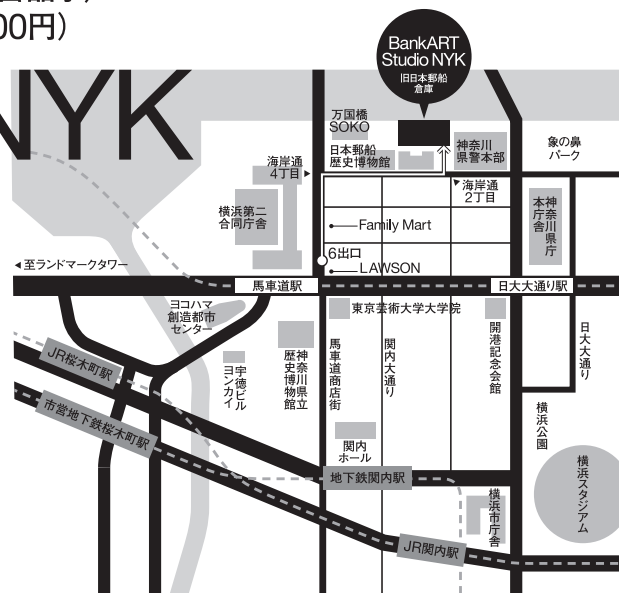 00円）
NYK
BankART
Studio NYK
旧日本郵船
倉庫
万国橋
SOKO
日本郵船
歴史博物館
神奈川
県警本部
象の鼻
パーク
海岸通
4丁目
海岸通
2丁目
横浜第二
合同庁舎
神奈川県庁
本庁舎
Family Mart
6出口
LAWSON
至ランドマークタワー
馬車道駅
日大大通り駅
ヨコハマ
創造都市
センター
東京芸術大学大学院
宇徳ビル
ヨンカイ
神奈川県立
歴史博物館
馬車道商店街
関内大通り
開港記念会館
日大大通り
JR桜木町駅
市営地下鉄桜木町駅
関内
ホール
横浜公園
地下鉄関内駅
横浜スタジアム
横浜市庁舎
JR関内駅